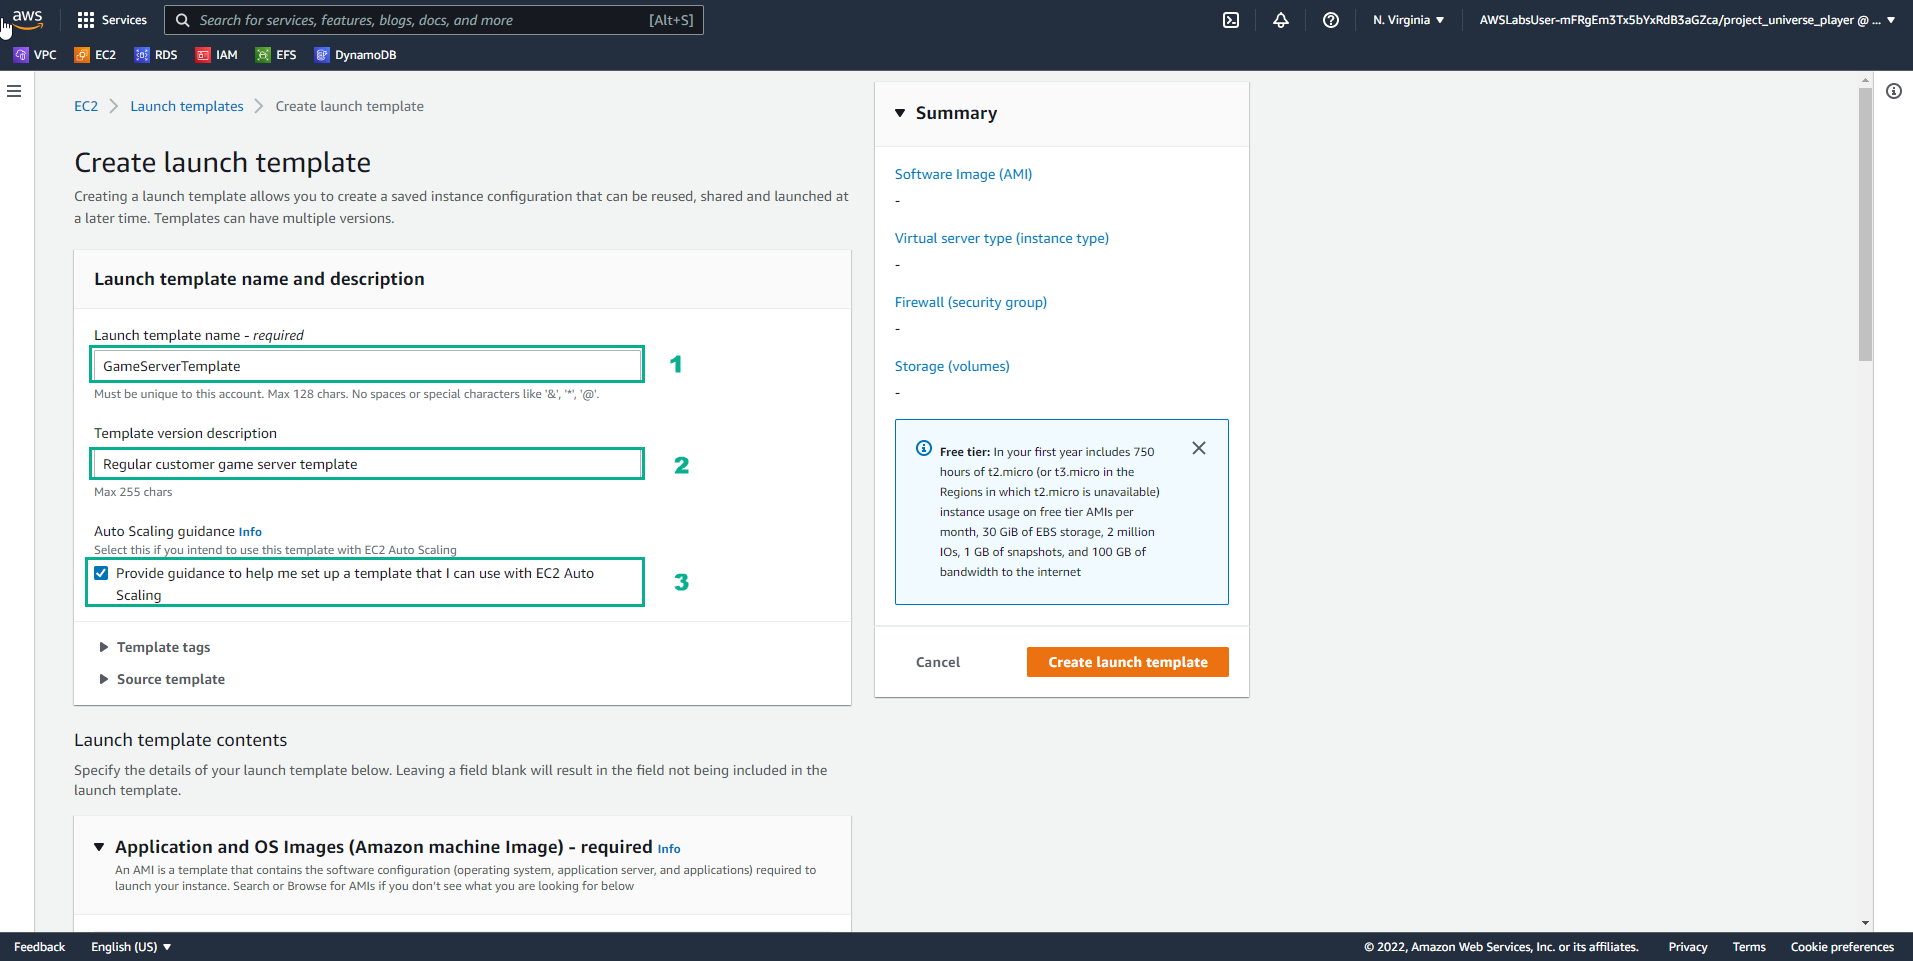 aws
Services
Search for services, features, blogs, docs, and more
[Alt+S]
N. Virginia
AWSLabsUser-mFRgEm3Tx5bYxRdB3aGZca/project_universe_player @ ...
VPC
EC2
RDS
IAM
EFS
DynamoDB
EC2
Launch templates
Create launch template
Create launch template
Creating a launch template allows you to create a saved instance configuration that can be reused, shared and launched at
a later time. Templates can have multiple versions.
Launch template name and description
Launch template name - required
GameServerTemplate
1
Must be unique to this account. Max 128 chars. No spaces or special characters like '&', '*', '@'.
Template version description
Regular customer game server template
2
Max 255 chars
Auto Scaling guidance Info
Select this if you intend to use this template with EC2 Auto Scaling
Provide guidance to help me set up a template that I can use with EC2 Auto
Scaling
3
Template tags
Source template
Launch template contents
Specify the details of your launch template below. Leaving a field blank will result in the field not being included in the
launch template.
Application and OS Images (Amazon machine Image) - required Info
An AMI is a template that contains the software configuration (operating system, application server, and applications) required to
launch your instance. Search or Browse for AMIs if you don't see what you are looking for below
Summary
Software Image (AMI)
-
Virtual server type (instance type)
-
Firewall (security group)
-
Storage (volumes)
-
Free tier: In your first year includes 750
hours of t2.micro (or t3.micro in the
Regions in which t2.micro is unavailable)
instance usage on free tier AMIs per
month, 30 GiB of EBS storage, 2 million
IOs, 1 GB of snapshots, and 100 GB of
bandwidth to the internet
Cancel
Create launch template
Feedback
English (US)
© 2022, Amazon Web Services, Inc. or its affiliates.
Privacy
Terms
Cookie preferences